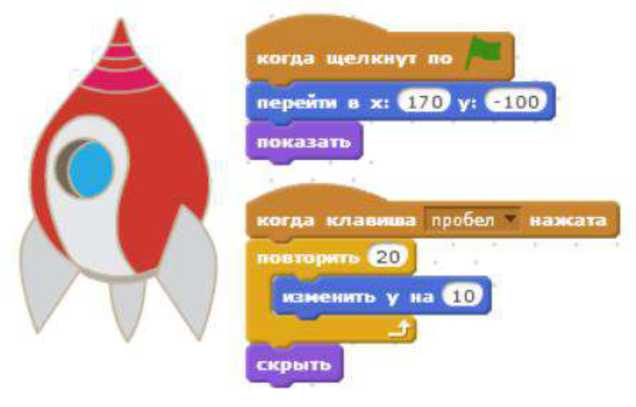 когда щелкнут по
перейти в x: 170 y: -100
показать
когда клавиша пробел нажата
повторить 20
изменить y на 10
скрыть